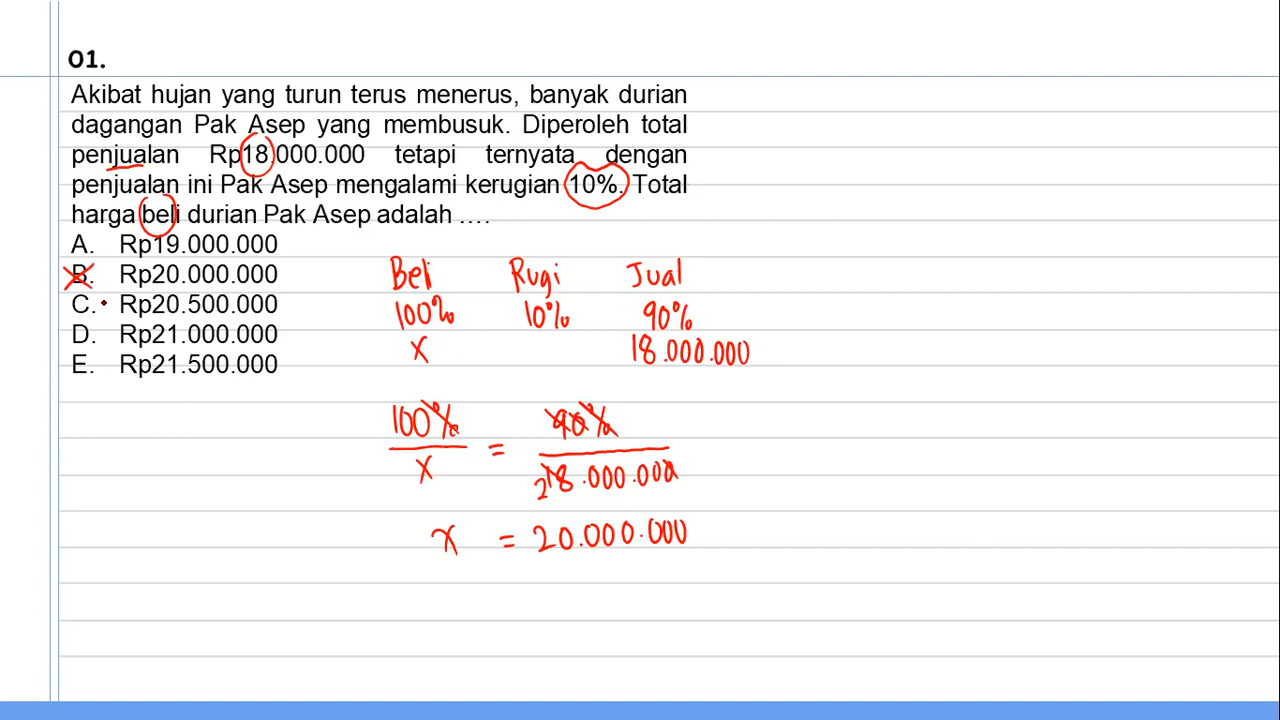 01.
Akibat hujan yang turun terus menerus, banyak durian
dagangan Pak Asep yang membusuk. Diperoleh total
penjualan Rp18.000.000 tetapi ternyata dengan
penjualan ini Pak Asep mengalami kerugian 10%. Total
harga beli durian Pak Asep adalah ….
A. Rp19.000.000
B. Rp20.000.000
C. Rp20.500.000
D. Rp21.000.000
E. Rp21.500.000
Beli Rugi Jual
100% 10% 90%
x 18.000.000
100% = 90%
x 2 18.000.000
x = 20.000.000